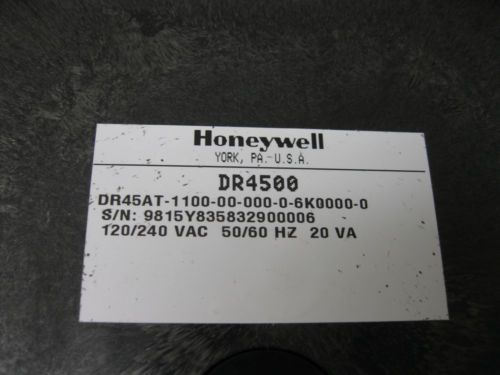 Honeywell
YORK, PA. U.S.A.
DR4500
DR45AT-1100-00-000-0-6K0000-0
S/N: 9815Y835832900006
120/240 VAC 50/60 HZ 20 VA